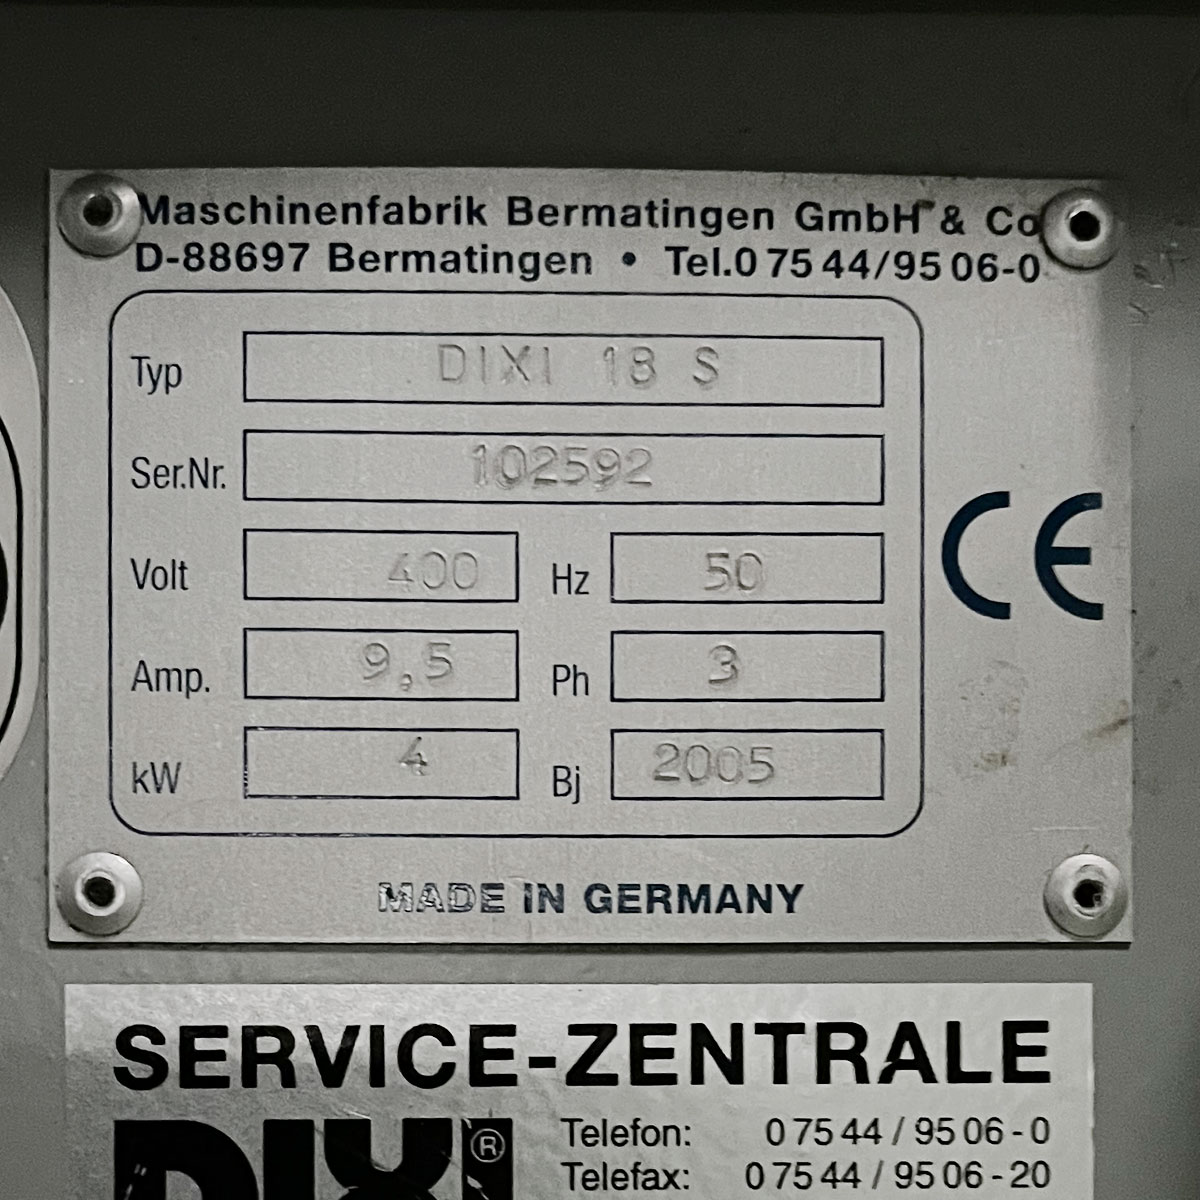 Maschinenfabrik Bermatingen GmbH & Co
D-88697 Bermatingen • Tel.0 75 44/95 06-0
Typ DIXI 18 S
Ser.Nr. 102592
Volt 400 Hz 50
Amp. 9,5 Ph 3
kW 4 Bj 2005
CE
MADE IN GERMANY
SERVICE-ZENTRALE
DIXI ®
Telefon: 0 75 44 / 95 06 - 0
Telefax: 0 75 44 / 95 06 - 20